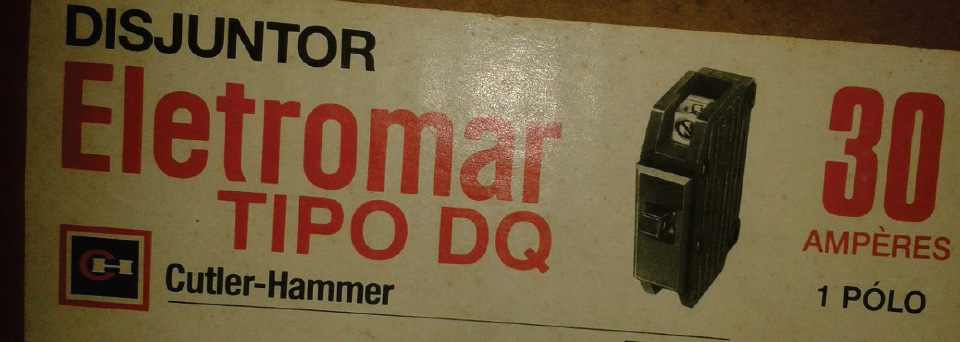 DISJUNTOR
Eletromar
TIPO DQ
Cutler-Hammer
30
AMPÈRES
1 PÓLO